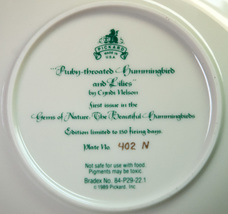 PICKARD
MADE IN
U.S.A.
"Ruby-throated Hummingbird
and Lilies"
by Cyndi Nelson
first issue in the
Gems of Nature: The Beautiful Hummingbirds
Edition limited to 150 firing days.
Plate No. 402 N
Not safe for use with food.
Pigments may be toxic.
Bradex No. 84-P29-22.1
© 1989 Pickard, Inc.